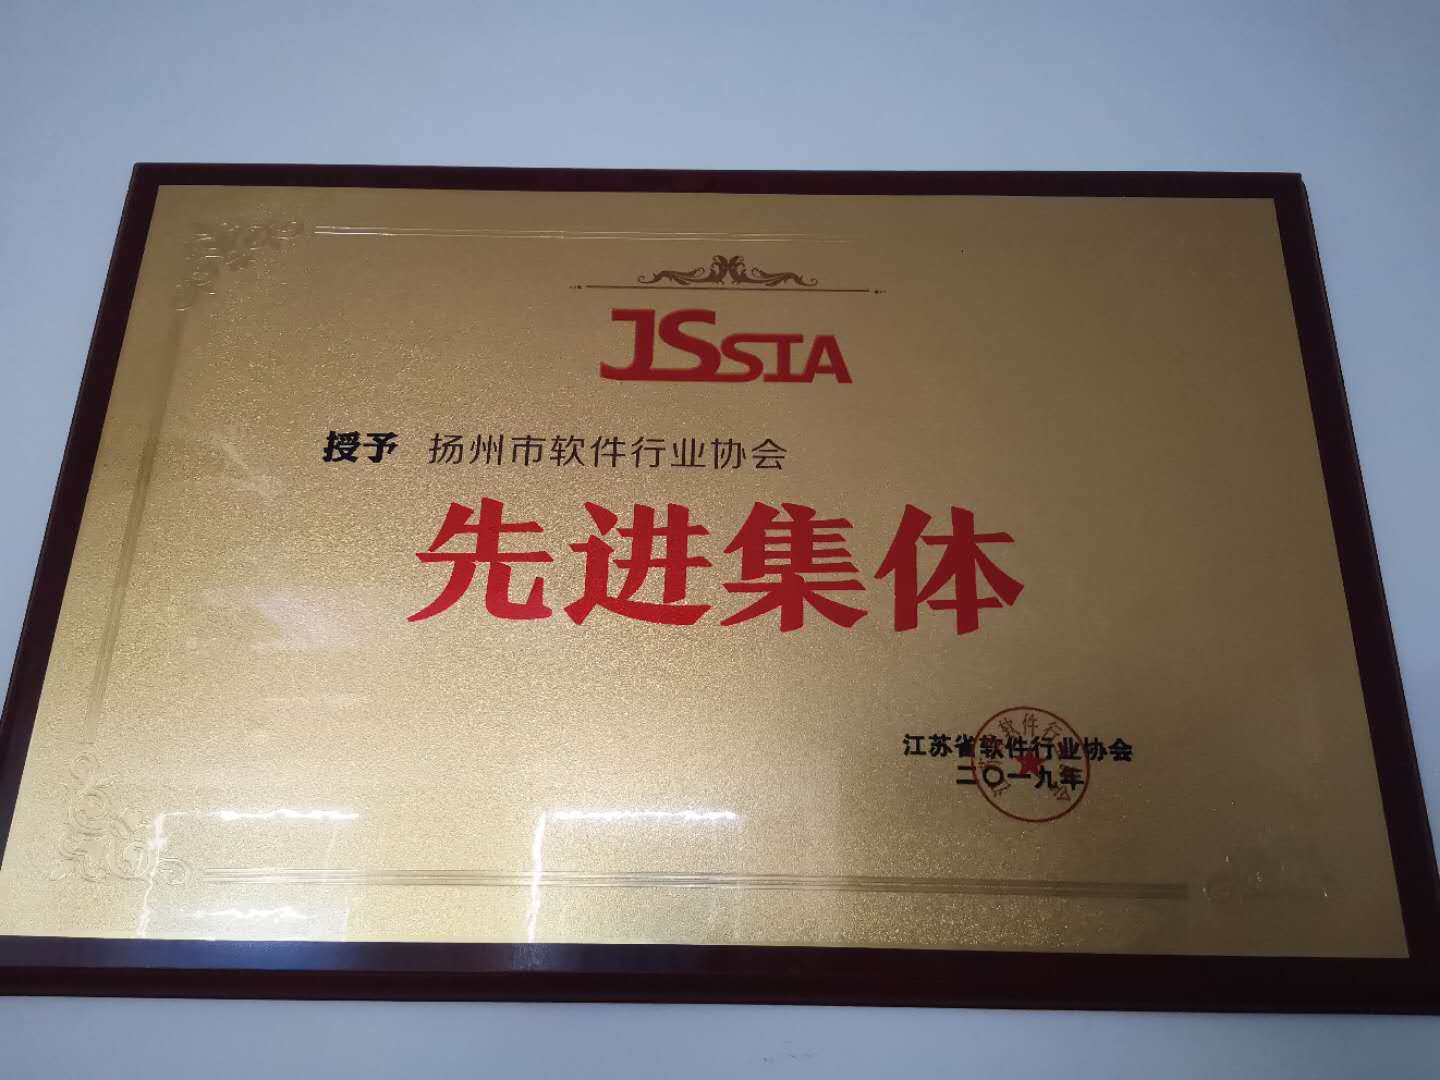 JSSIA
授予 扬州市软件行业协会
先进集体
江苏省软件行业协会
二〇一九年